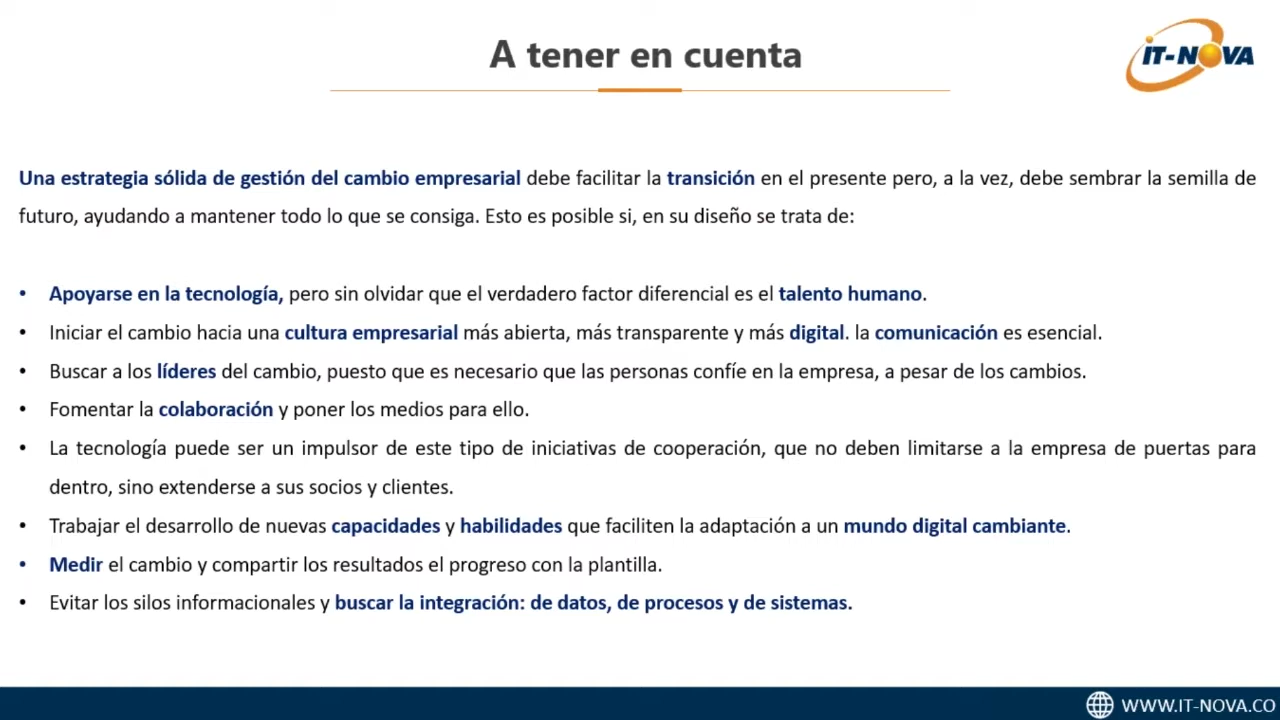 A tener en cuenta
IT-NOVA
Una estrategia sólida de gestión del cambio empresarial debe facilitar la transición en el presente pero, a la vez, debe sembrar la semilla de
futuro, ayudando a mantener todo lo que se consiga. Esto es posible si, en su diseño se trata de:
• Apoyarse en la tecnología, pero sin olvidar que el verdadero factor diferencial es el talento humano.
• Iniciar el cambio hacia una cultura empresarial más abierta, más transparente y más digital. la comunicación es esencial.
• Buscar a los líderes del cambio, puesto que es necesario que las personas confíe en la empresa, a pesar de los cambios.
• Fomentar la colaboración y poner los medios para ello.
• La tecnología puede ser un impulsor de este tipo de iniciativas de cooperación, que no deben limitarse a la empresa de puertas para
dentro, sino extenderse a sus socios y clientes.
• Trabajar el desarrollo de nuevas capacidades y habilidades que faciliten la adaptación a un mundo digital cambiante.
• Medir el cambio y compartir los resultados el progreso con la plantilla.
• Evitar los silos informacionales y buscar la integración: de datos, de procesos y de sistemas.
WWW.IT-NOVA.CO